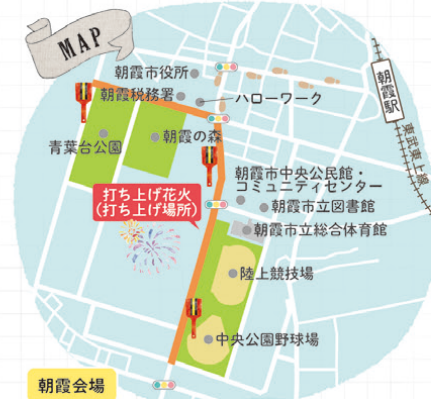 MAP
朝霞市役所
朝霞税務署
ハローワーク
朝霞駅
東武東上線
青葉台公園
朝霞の森
朝霞市中央公民館・
コミュニティセンター
打ち上げ花火
(打ち上げ場所)
朝霞市立図書館
朝霞市立総合体育館
陸上競技場
中央公園野球場
朝霞会場